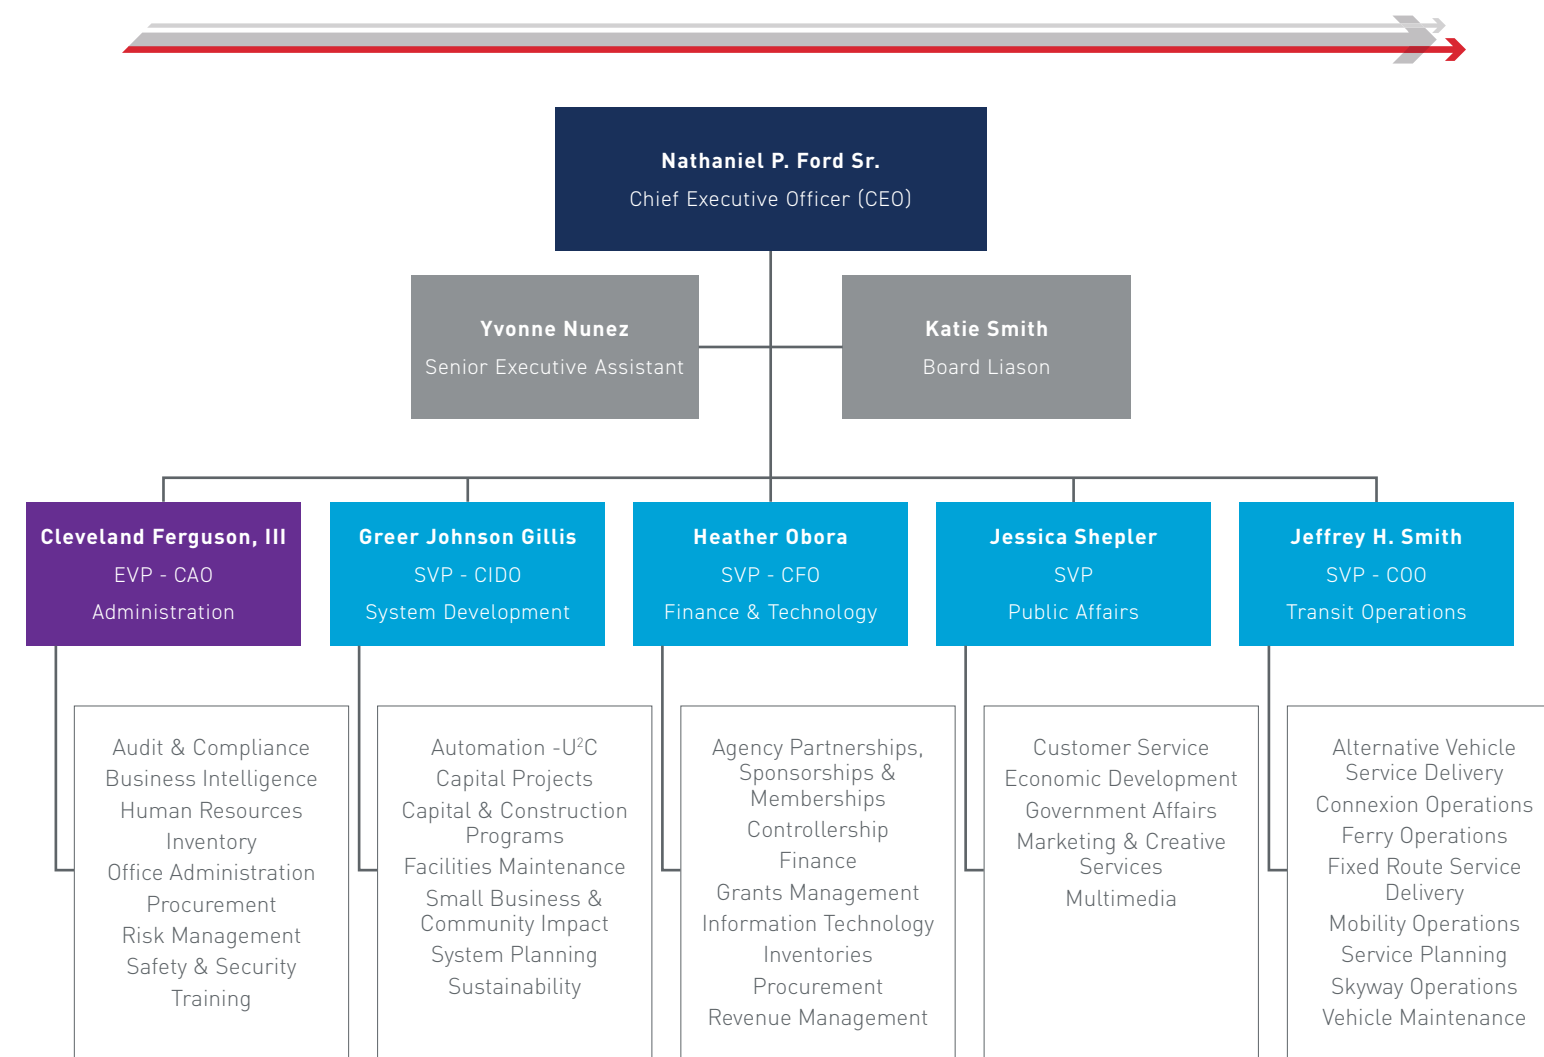 Nathaniel P. Ford Sr.
Chief Executive Officer (CEO)
Yvonne Nunez
Senior Executive Assistant
Katie Smith
Board Liason
Cleveland Ferguson, III
EVP - CAO
Administration
Greer Johnson Gillis
SVP - CIDO
System Development
Heather Obora
SVP - CFO
Finance & Technology
Jessica Shepler
SVP
Public Affairs
Jeffrey H. Smith
SVP - COO
Transit Operations
Audit & Compliance
Business Intelligence
Human Resources
Inventory
Office Administration
Procurement
Risk Management
Safety & Security
Training
Automation -U²C
Capital Projects
Capital & Construction
Programs
Facilities Maintenance
Small Business &
Community Impact
System Planning
Sustainability
Agency Partnerships,
Sponsorships &
Memberships
Controllership
Finance
Grants Management
Information Technology
Inventories
Procurement
Revenue Management
Customer Service
Economic Development
Government Affairs
Marketing & Creative
Services
Multimedia
Alternative Vehicle
Service Delivery
Connexion Operations
Ferry Operations
Fixed Route Service
Delivery
Mobility Operations
Service Planning
Skyway Operations
Vehicle Maintenance